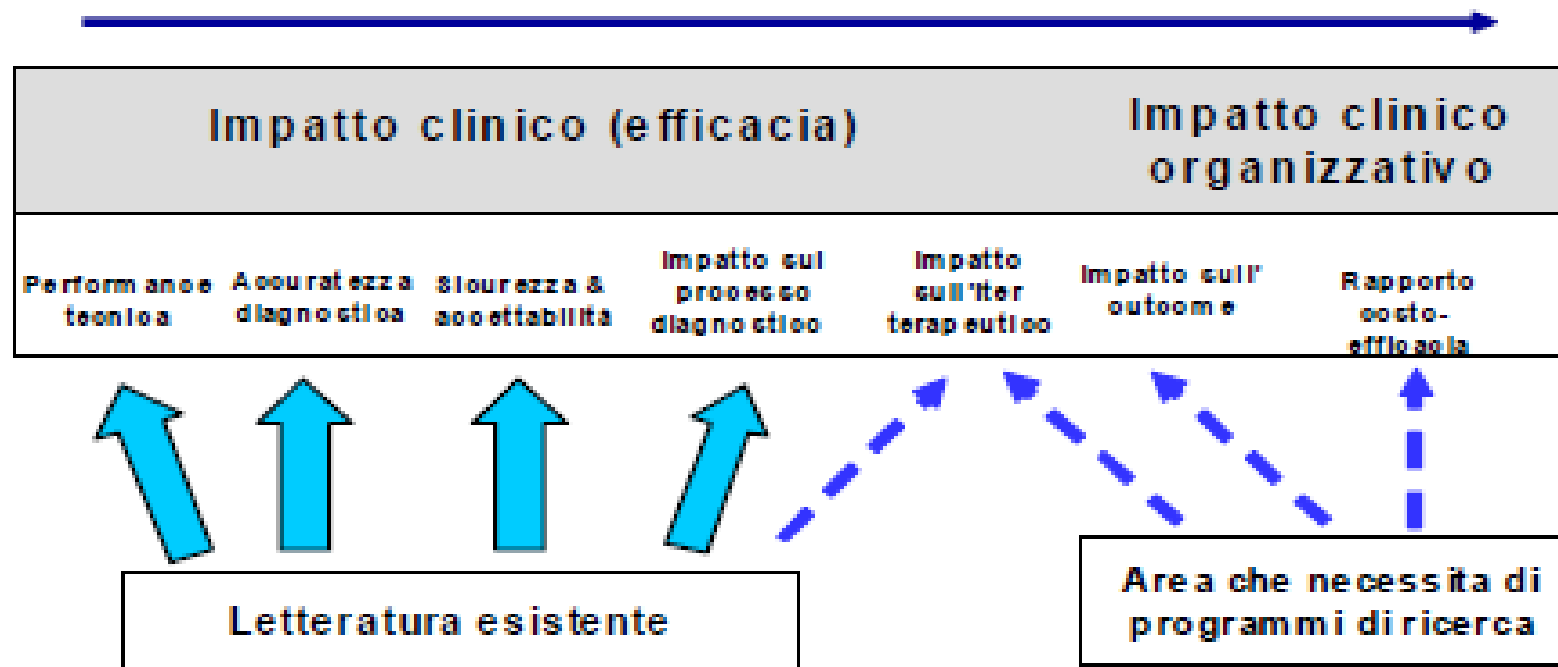 Impatto clinico (efficacia)
Impatto clinico
organizzativo
Performance
tecnica
Accuratezza
diagnostica
Sicurezza &
accettabilità
Impatto sul
processo
diagnostico
Impatto
sull'iter
terapeutico
Impatto sull'
outcome
Rapporto
costo-
efficacia
Letteratura esistente
Area che necessita di
programmi di ricerca